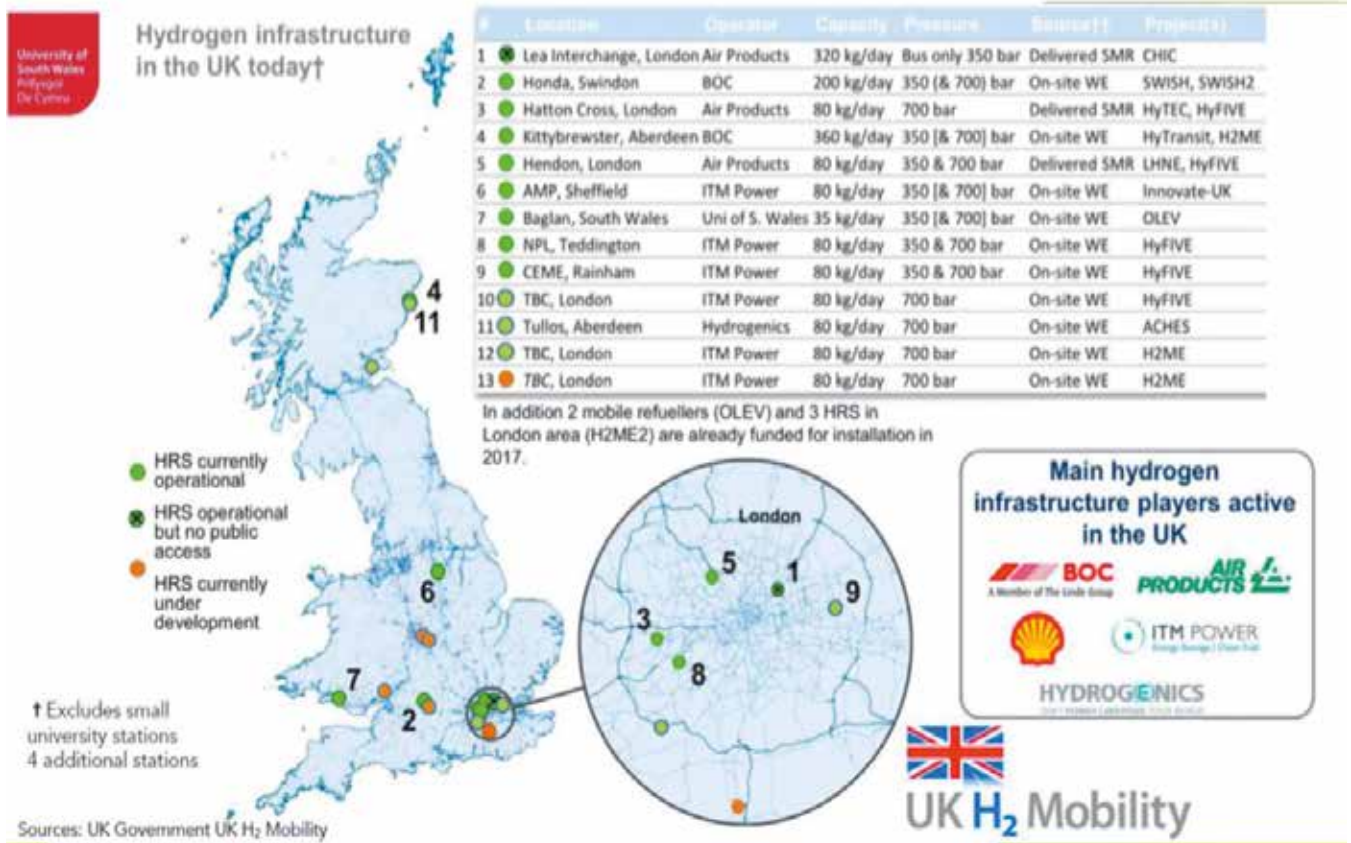 University of
South Wales
Prifysgol
De Cymru
Hydrogen infrastructure
in the UK today†
# Location Operator Capacity Pressure Source†† Project(s)
1 Lea Interchange, London Air Products 320 kg/day Bus only 350 bar Delivered SMR CHIC
2 Honda, Swindon BOC 200 kg/day 350 (& 700) bar On-site WE SWISH, SWISH2
3 Hatton Cross, London Air Products 80 kg/day 700 bar Delivered SMR HyTEC, HyFIVE
4 Kittybrewster, Aberdeen BOC 360 kg/day 350 [& 700] bar On-site WE HyTransit, H2ME
5 Hendon, London Air Products 80 kg/day 350 & 700 bar Delivered SMR LHNE, HyFIVE
6 AMP, Sheffield ITM Power 80 kg/day 350 [& 700] bar On-site WE Innovate-UK
7 Baglan, South Wales Uni of S. Wales 35 kg/day 350 [& 700] bar On-site WE OLEV
8 NPL, Teddington ITM Power 80 kg/day 350 & 700 bar On-site WE HyFIVE
9 CEME, Rainham ITM Power 80 kg/day 350 & 700 bar On-site WE HyFIVE
10 TBC, London ITM Power 80 kg/day 700 bar On-site WE HyFIVE
11 Tullos, Aberdeen Hydrogenics 80 kg/day 700 bar On-site WE ACHES
12 TBC, London ITM Power 80 kg/day 700 bar On-site WE H2ME
13 TBC, London ITM Power 80 kg/day 700 bar On-site WE H2ME
In addition 2 mobile refuellers (OLEV) and 3 HRS in
London area (H2ME2) are already funded for installation in
2017.
4
11
HRS currently
operational
HRS operational
but no public
access
HRS currently
under
development
6
7
2
London
5
1
9
3
8
Main hydrogen
infrastructure players active
in the UK
BOC
A Member of The Linde Group
AIR
PRODUCTS
ITM POWER
Energy Storage | Clean Fuel
HYDROGENICS
† Excludes small
university stations
4 additional stations
UK H₂ Mobility
Sources: UK Government UK H₂ Mobility